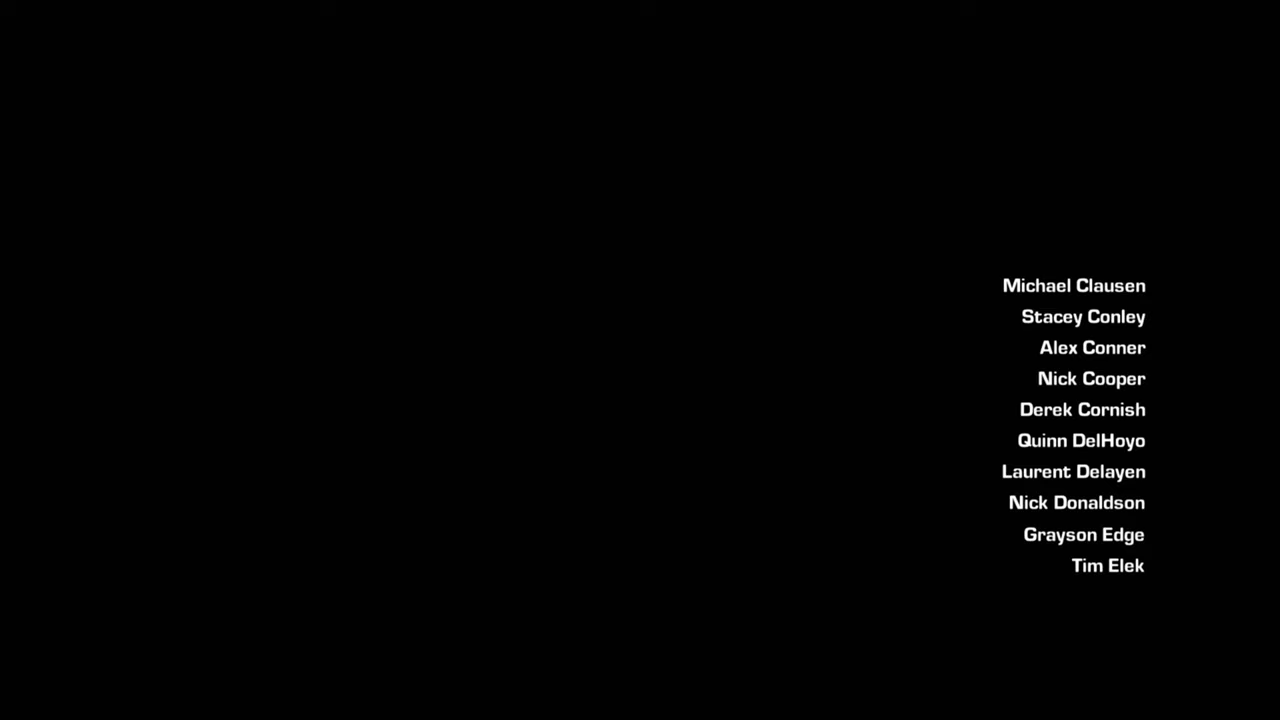 Michael Clausen
Stacey Conley
Alex Conner
Nick Cooper
Derek Cornish
Quinn DelHoyo
Laurent Delayen
Nick Donaldson
Grayson Edge
Tim Elek